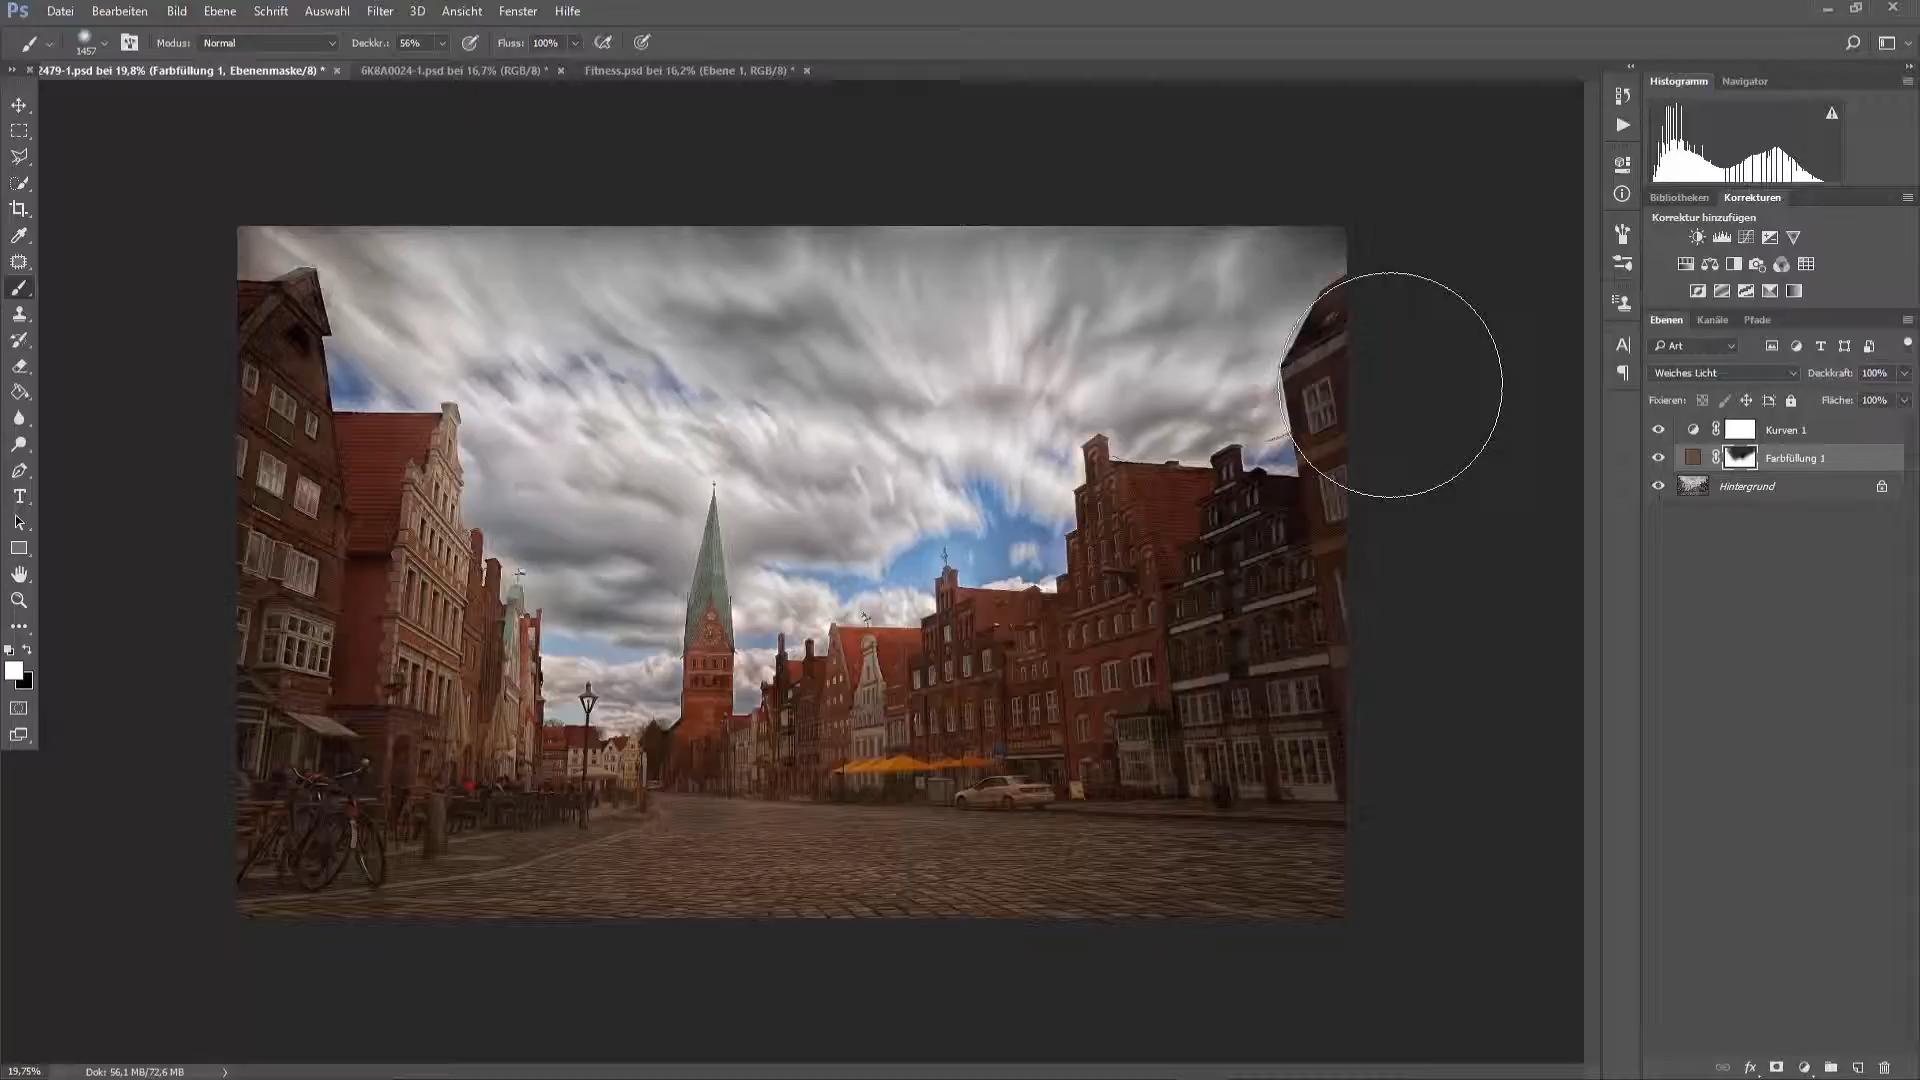 Ps Datei Bearbeiten Bild Ebene Schrift Auswahl Filter 3D Ansicht Fenster Hilfe
1457 Modus: Normal Deckkr.: 56% Fluss: 100%
2479-1.psd bei 19,8% (Farbfüllung 1, Ebenenmaske/8) * 6K8A0024-1.psd bei 16,7% (RGB/8) * Fitness.psd bei 16,2% (Ebene 1, RGB/8) *
Histogramm Navigator
Bibliotheken Korrekturen
Korrektur hinzufügen
Ebenen Kanäle Pfade
Art
Weiches Licht Deckkraft: 100%
Fixieren: Fläche: 100%
Kurven 1
Farbfüllung 1
Hintergrund
19,75% Dok: 56,1 MB/72,6 MB